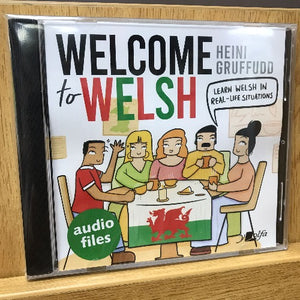 WELCOME
to WELSH
HEINI
GRUFFUDD
LEARN WELSH IN
REAL-LIFE SITUATIONS
audio
files
y Lolfa